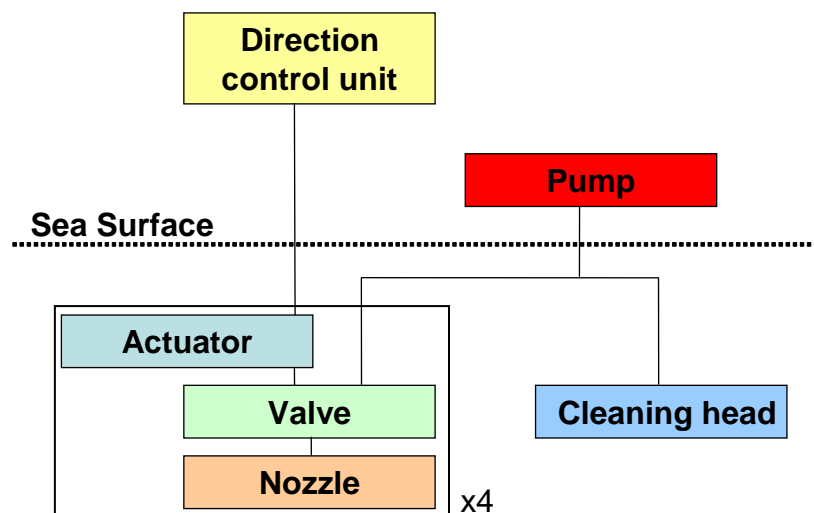 Direction
control unit
Pump
Sea Surface
Actuator
Valve
Cleaning head
Nozzle
x4